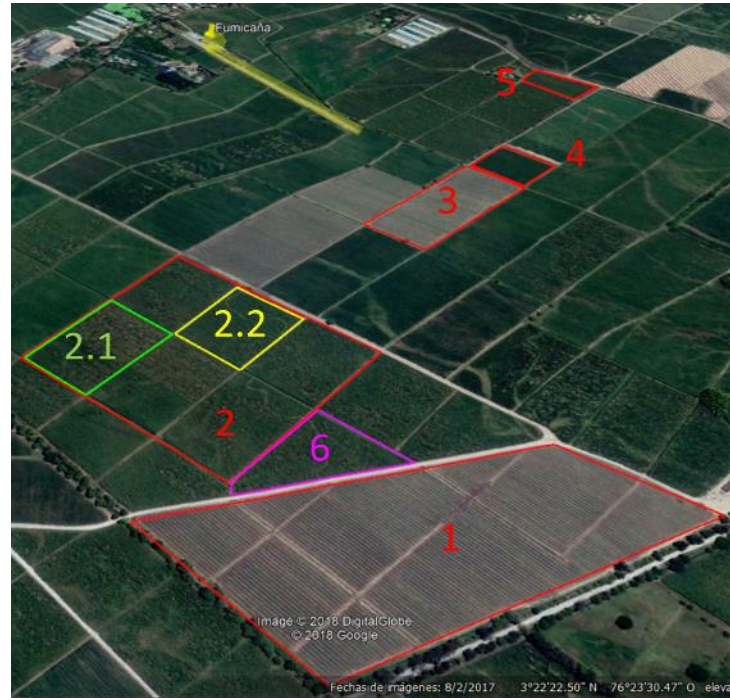 Fumicaña
5
4
3
2.2
2.1
2
6
1
Image © 2018 DigitalGlobe
© 2018 Google
Fechas de imágenes: 8/2/2017 3°22'22.50" N 76°23'30.47" O eleva